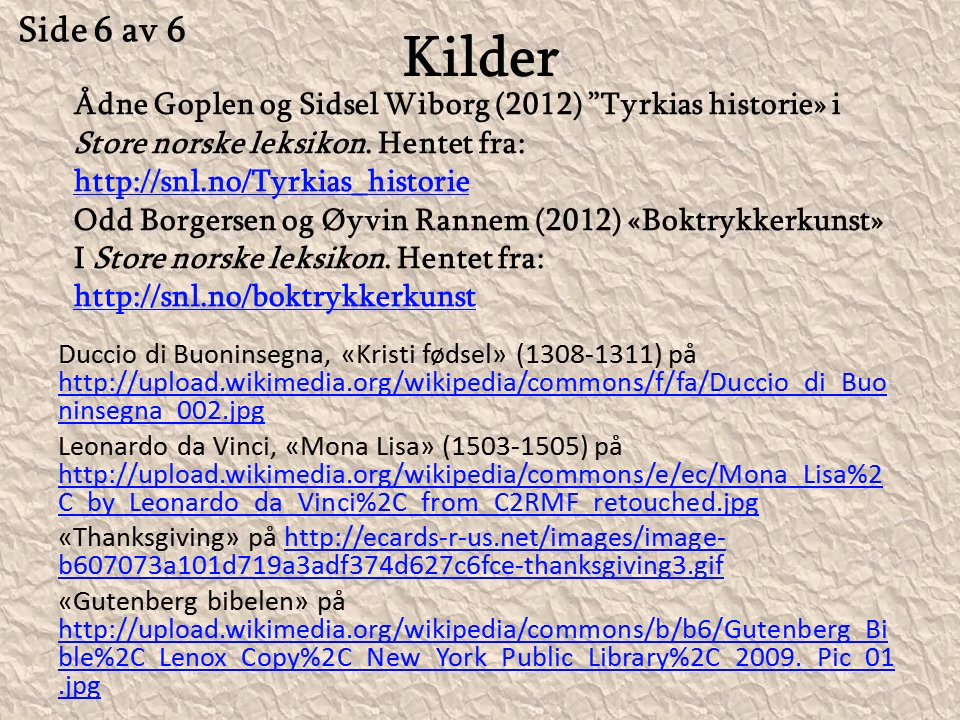 Side 6 av 6
Kilder
Ådne Goplen og Sidsel Wiborg (2012) ”Tyrkias historie» i
Store norske leksikon. Hentet fra:
http://snl.no/Tyrkias_historie
Odd Borgersen og Øyvin Rannem (2012) «Boktrykkerkunst»
I Store norske leksikon. Hentet fra:
http://snl.no/boktrykkerkunst
Duccio di Buoninsegna, «Kristi fødsel» (1308-1311) på
http://upload.wikimedia.org/wikipedia/commons/f/fa/Duccio_di_Buo
ninsegna_002.jpg
Leonardo da Vinci, «Mona Lisa» (1503-1505) på
http://upload.wikimedia.org/wikipedia/commons/e/ec/Mona_Lisa%2
C_by_Leonardo_da_Vinci%2C_from_C2RMF_retouched.jpg
«Thanksgiving» på http://ecards-r-us.net/images/image-
b607073a101d719a3adf374d627c6fce-thanksgiving3.gif
«Gutenberg bibelen» på
http://upload.wikimedia.org/wikipedia/commons/b/b6/Gutenberg_Bi
ble%2C_Lenox_Copy%2C_New_York_Public_Library%2C_2009._Pic_01
.jpg